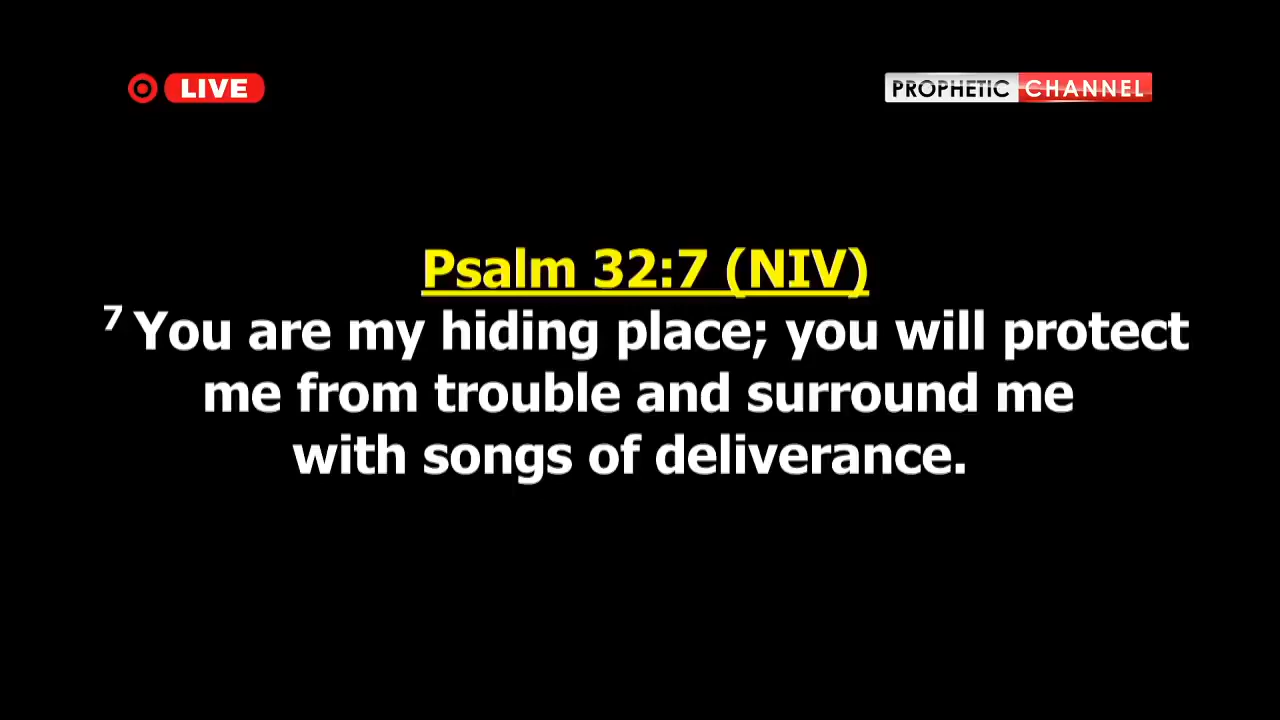 LIVE
PROPHETIC CHANNEL
Psalm 32:7 (NIV)
7 You are my hiding place; you will protect
me from trouble and surround me
with songs of deliverance.